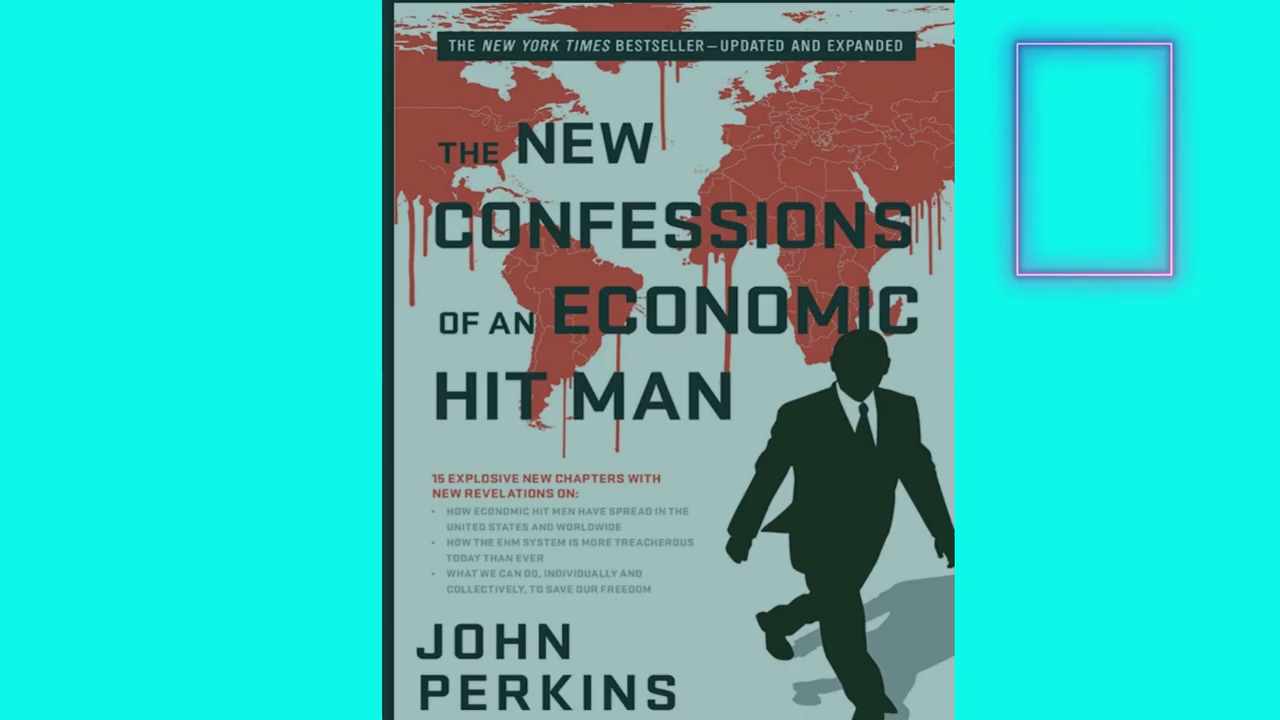 THE NEW YORK TIMES BESTSELLER—UPDATED AND EXPANDED
THE NEW
CONFESSIONS
OF AN ECONOMIC
HIT MAN
15 EXPLOSIVE NEW CHAPTERS WITH
NEW REVELATIONS ON:
• HOW ECONOMIC HIT MEN HAVE SPREAD IN THE
UNITED STATES AND WORLDWIDE
• HOW THE EHM SYSTEM IS MORE TREACHEROUS
TODAY THAN EVER
• WHAT WE CAN DO, INDIVIDUALLY AND
COLLECTIVELY, TO SAVE OUR FREEDOM
JOHN
PERKINS